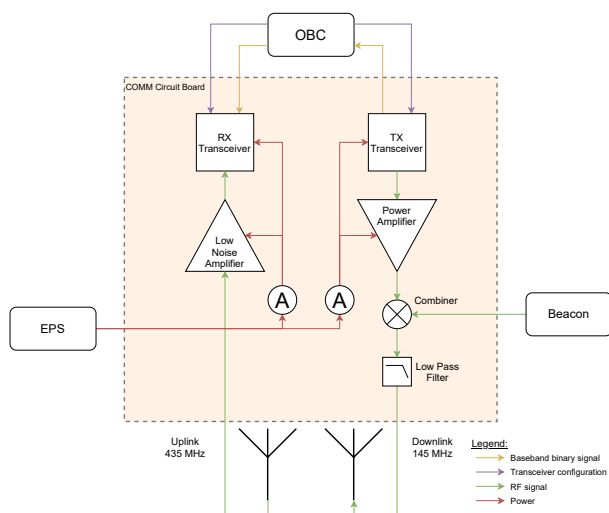 OBC
COMM Circuit Board
RX
Transceiver
TX
Transceiver
Power
Amplifier
Low
Noise
Amplifier
A
A
Combiner
EPS
Beacon
Low Pass
Filter
Uplink
435 MHz
Downlink
145 MHz
Legend:
Baseband binary signal
Transceiver configuration
RF signal
Power